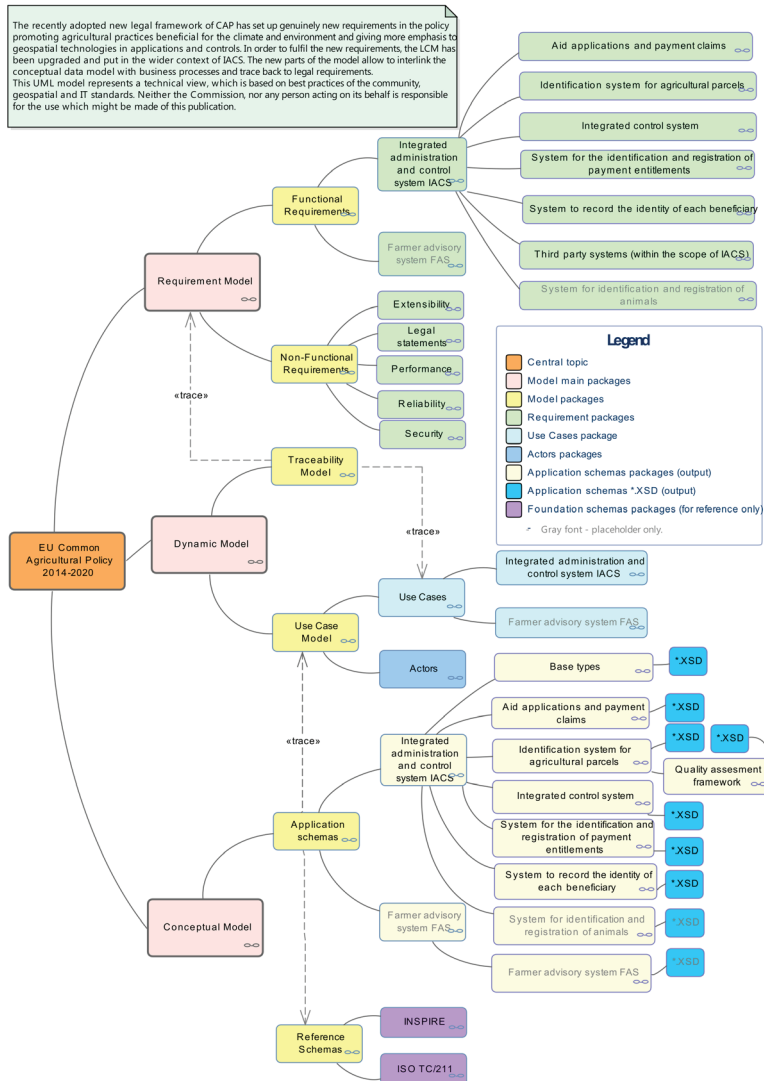 The recently adopted new legal framework of CAP has set up genuinely new requirements in the policy
promoting agricultural practices beneficial for the climate and environment and giving more emphasis to
geospatial technologies in applications and controls. In order to fulfil the new requirements, the LCM has
been upgraded and put in the wider context of IACS. The new parts of the model allow to interlink the
conceptual data model with business processes and trace back to legal requirements.
This UML model represents a technical view, which is based on best practices of the community,
geospatial and IT standards. Neither the Commission, nor any person acting on its behalf is responsible
for the use which might be made of this publication.
Aid applications and payment claims
Identification system for agricultural parcels
Integrated control system
System for the identification and registration of
payment entitlements
System to record the identity of each beneficiary
Third party systems (within the scope of IACS)
System for identification and registration of
animals
Integrated
administration
and control
system IACS
Functional
Requirements
Farmer advisory
system FAS
Requirement Model
Extensibility
Legal
statements
Non-Functional
Requirements
Performance
Reliability
Security
«trace»
Legend
Central topic
Model main packages
Model packages
Requirement packages
Use Cases package
Actors packages
Application schemas packages (output)
Application schemas *.XSD (output)
Foundation schemas packages (for reference only)
Gray font - placeholder only.
Traceability
Model
«trace»
EU Common
Agricultural Policy
2014-2020
Dynamic Model
Integrated administration and
control system IACS
Use Cases
Farmer advisory system FAS
Use Case
Model
Actors
«trace»
Base types
*.XSD
Aid applications and payment
claims
*.XSD
Integrated
administration
and control
system IACS
Identification system for
agricultural parcels
*.XSD
*.XSD
Quality assesment
framework
Integrated control system
*.XSD
System for the identification and
registration of payment
entitlements
*.XSD
System to record the identity of
each beneficiary
*.XSD
Application
schemas
Farmer advisory
system FAS
System for identification and
registration of animals
*.XSD
Farmer advisory system FAS
*.XSD
Conceptual Model
Reference
Schemas
INSPIRE
ISO TC/211